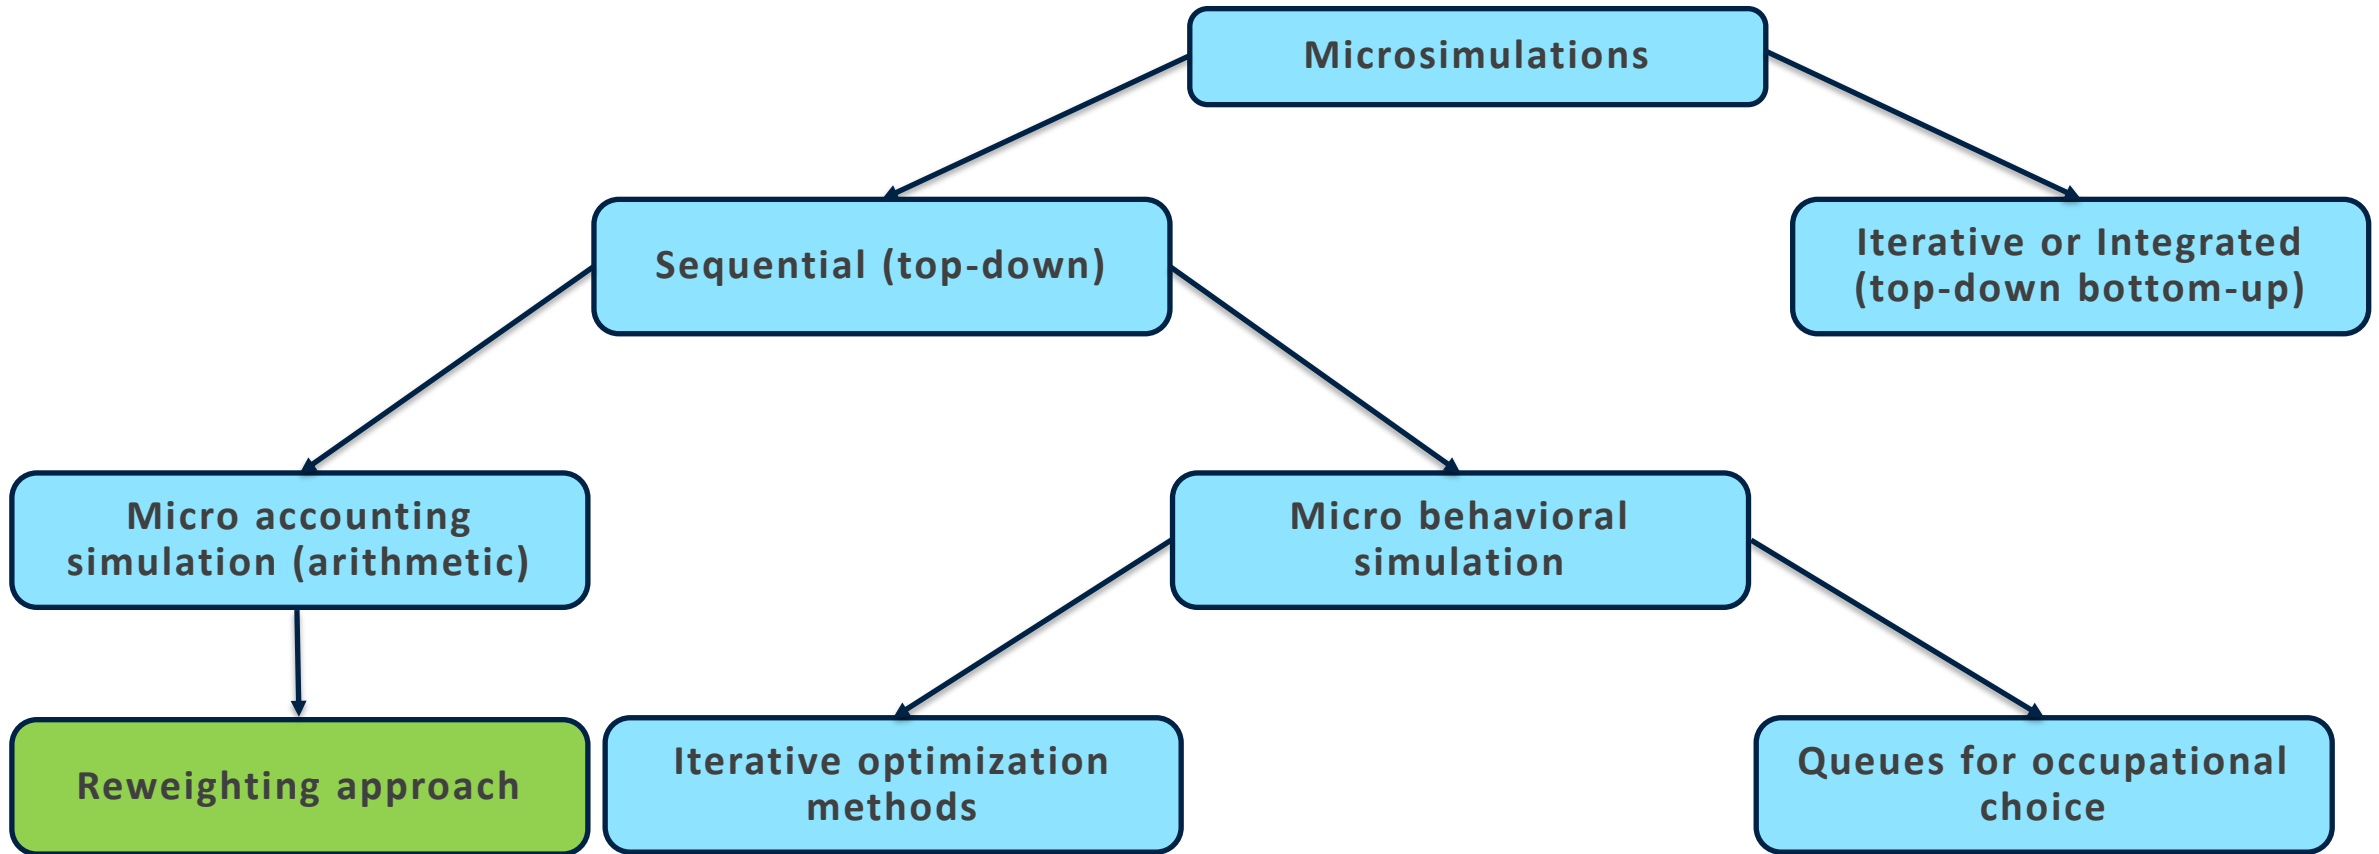 Microsimulations
Sequential (top-down)
Iterative or Integrated
(top-down bottom-up)
Micro accounting
simulation (arithmetic)
Micro behavioral
simulation
Reweighting approach
Iterative optimization
methods
Queues for occupational
choice